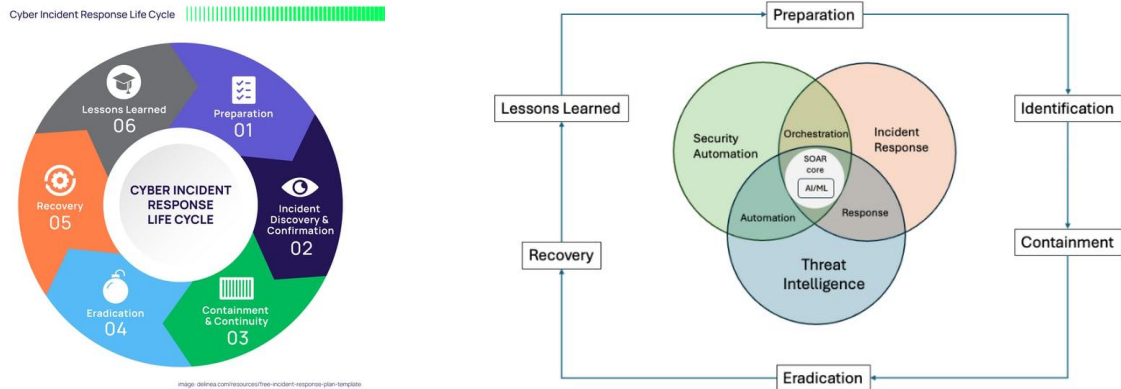 Cyber Incident Response Life Cycle
Lessons Learned
06
Preparation
01
CYBER INCIDENT
RESPONSE
LIFE CYCLE
Recovery
05
Incident
Discovery &
Confirmation
02
Eradication
04
Containment
& Continuity
03
image: delinea.com/resources/free-incident-response-plan-template
Preparation
Lessons Learned
Identification
Security
Automation
Orchestration
Incident
Response
SOAR
core
AI/ML
Automation
Response
Recovery
Containment
Threat
Intelligence
Eradication